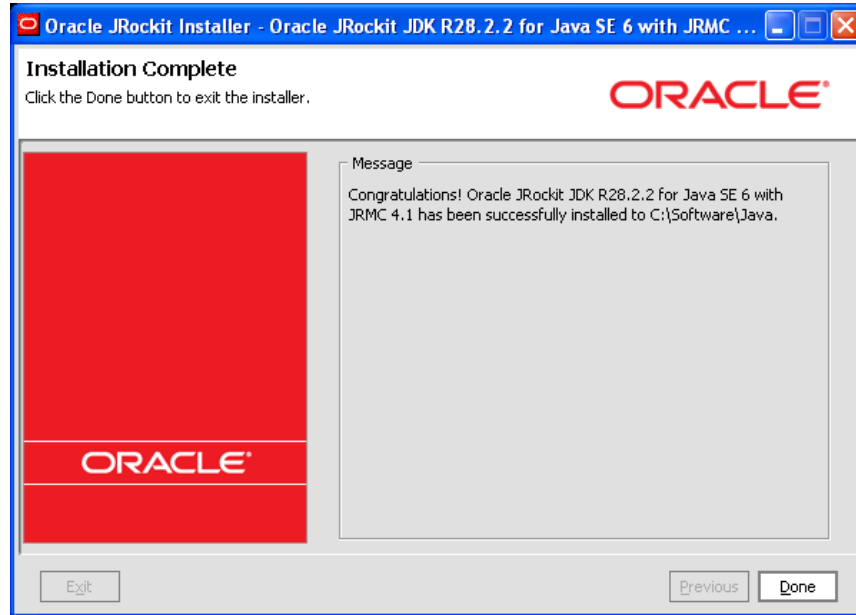 Oracle JRockit Installer - Oracle JRockit JDK R28.2.2 for Java SE 6 with JRMC ...
Installation Complete
Click the Done button to exit the installer.
ORACLE®
Message
Congratulations! Oracle JRockit JDK R28.2.2 for Java SE 6 with
JRMC 4.1 has been successfully installed to C:\Software\Java.
ORACLE®
Exit
Previous
Done